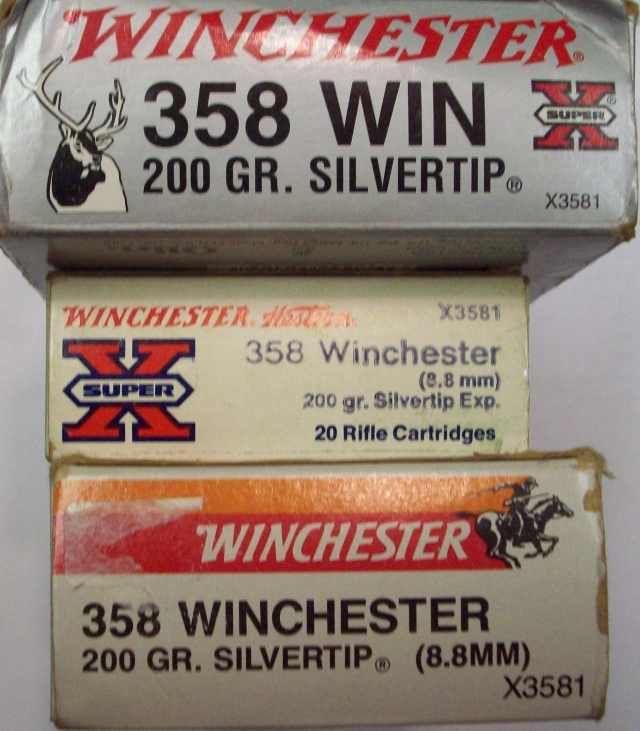 WINCHESTER®
358 WIN
X®
SUPER
200 GR. SILVERTIP®
X3581
WINCHESTER® X3581
X
SUPER
358 Winchester
(8.8 mm)
200 gr. Silvertip Exp.
20 Rifle Cartridges
WINCHESTER
358 WINCHESTER
200 GR. SILVERTIP® (8.8MM)
X3581